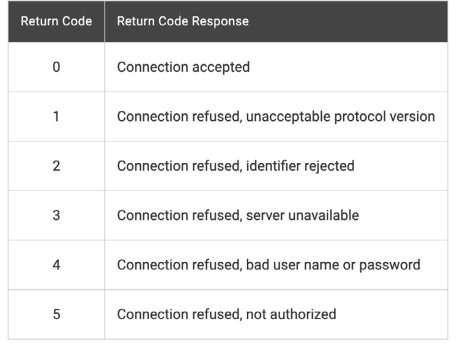 Return Code Return Code Response
0 Connection accepted
1 Connection refused, unacceptable protocol version
2 Connection refused, identifier rejected
3 Connection refused, server unavailable
4 Connection refused, bad user name or password
5 Connection refused, not authorized